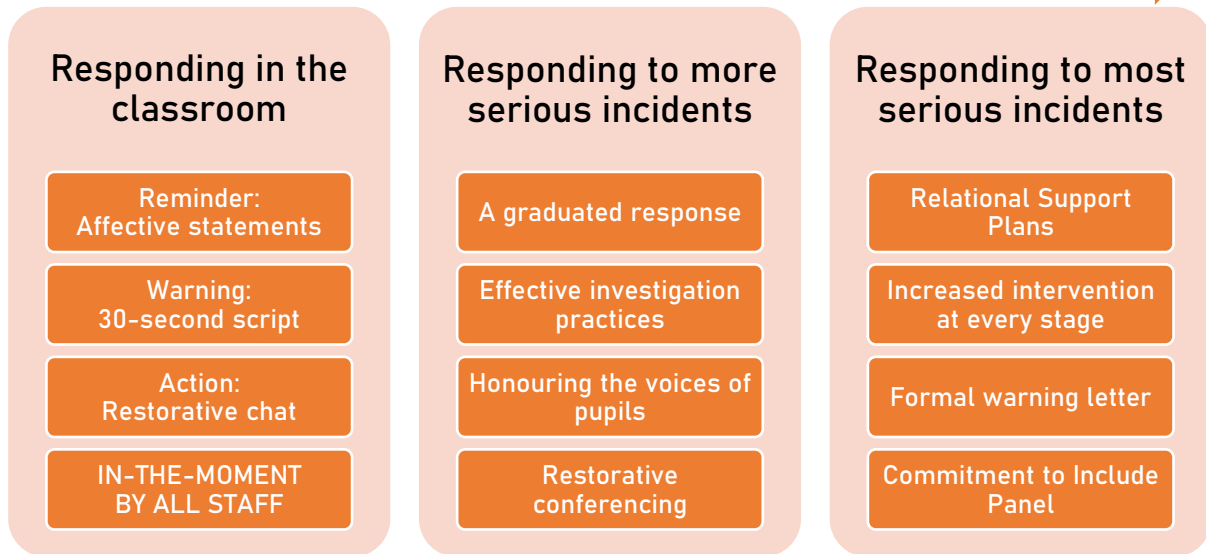 Responding in the
classroom
Reminder:
Affective statements
Warning:
30-second script
Action:
Restorative chat
IN-THE-MOMENT
BY ALL STAFF
Responding to more
serious incidents
A graduated response
Effective investigation
practices
Honouring the voices of
pupils
Restorative
conferencing
Responding to most
serious incidents
Relational Support
Plans
Increased intervention
at every stage
Formal warning letter
Commitment to Include
Panel